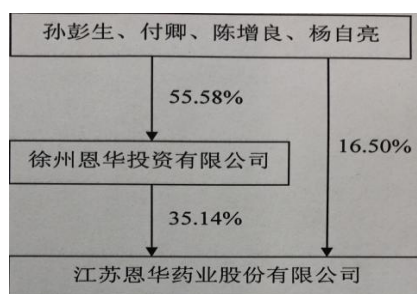 孙彭生、付卿、陈增良、杨自亮
55.58%
16.50%
徐州恩华投资有限公司
35.14%
江苏恩华药业股份有限公司